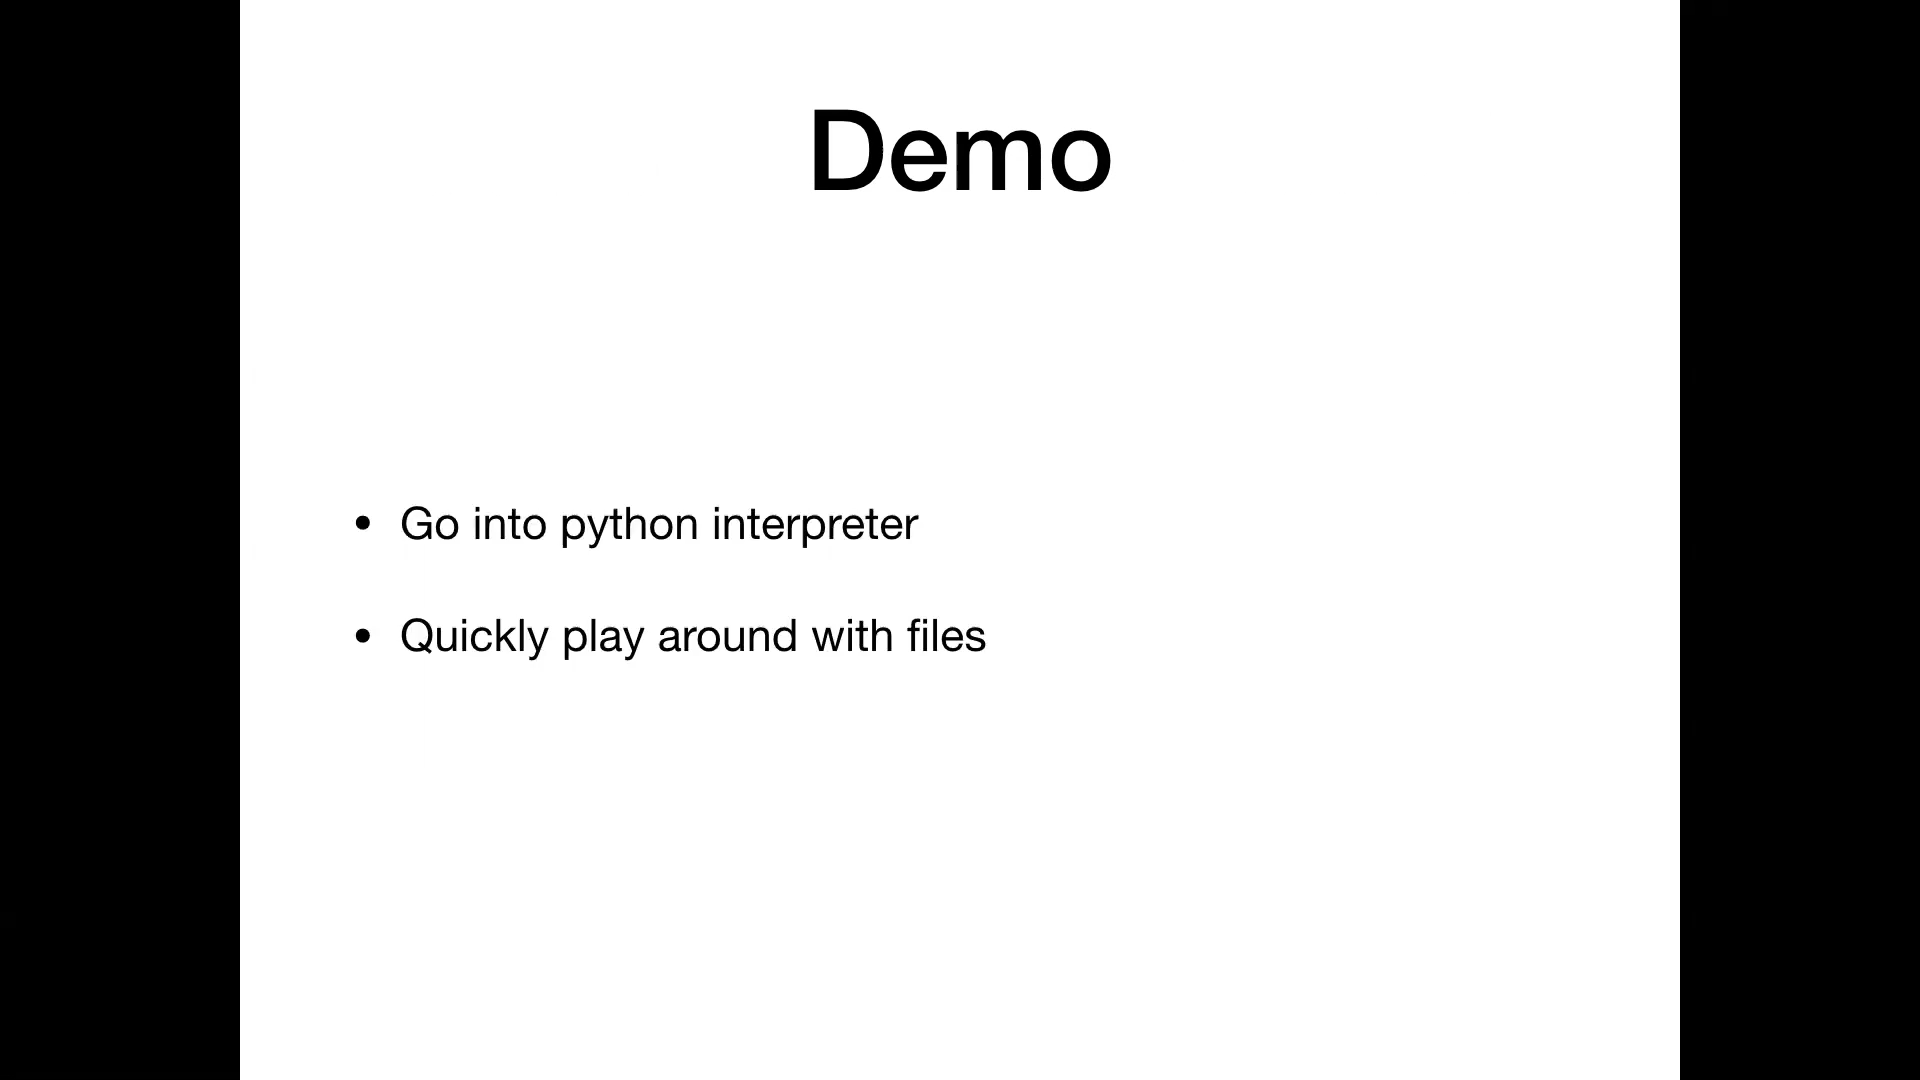 Demo
• Go into python interpreter
• Quickly play around with files